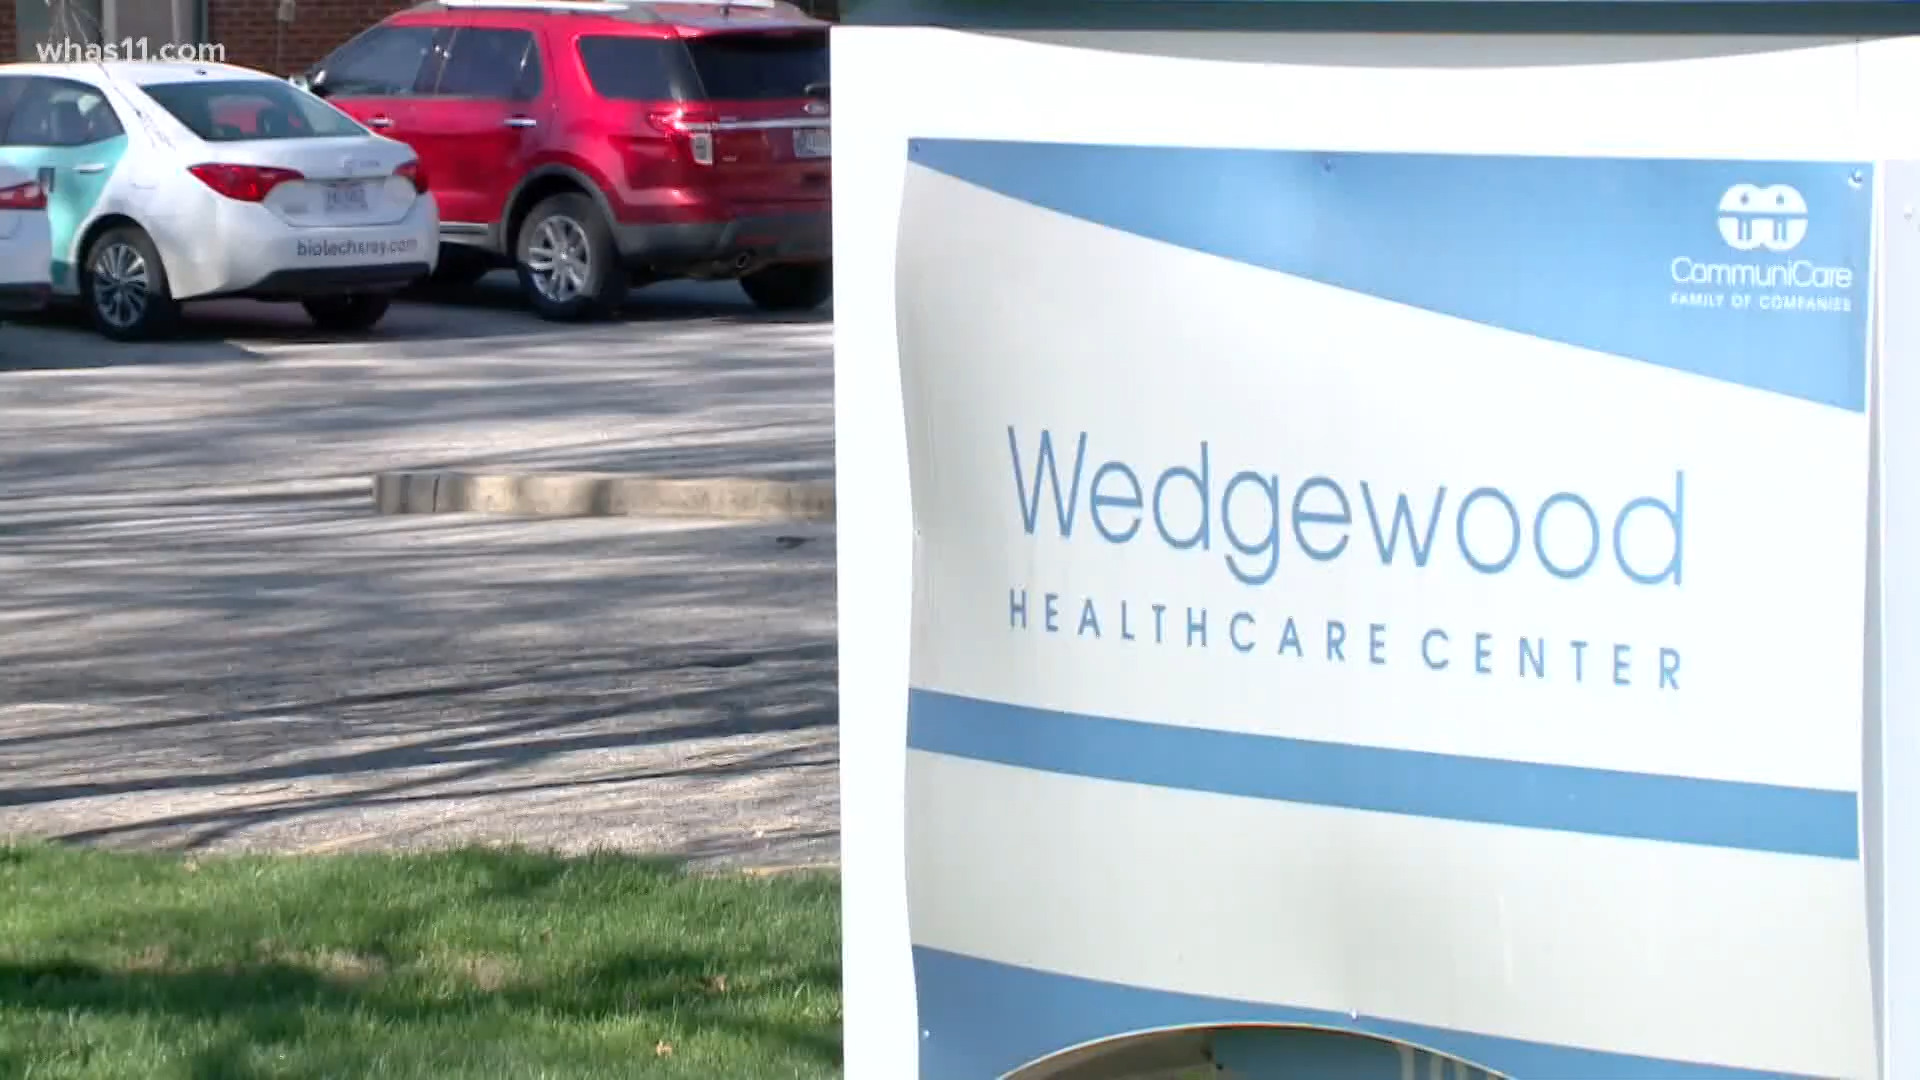 whas11.com
biotechxray.com
CommuniCare
FAMILY OF COMPANIES
Wedgewood
HEALTHCARE CENTER